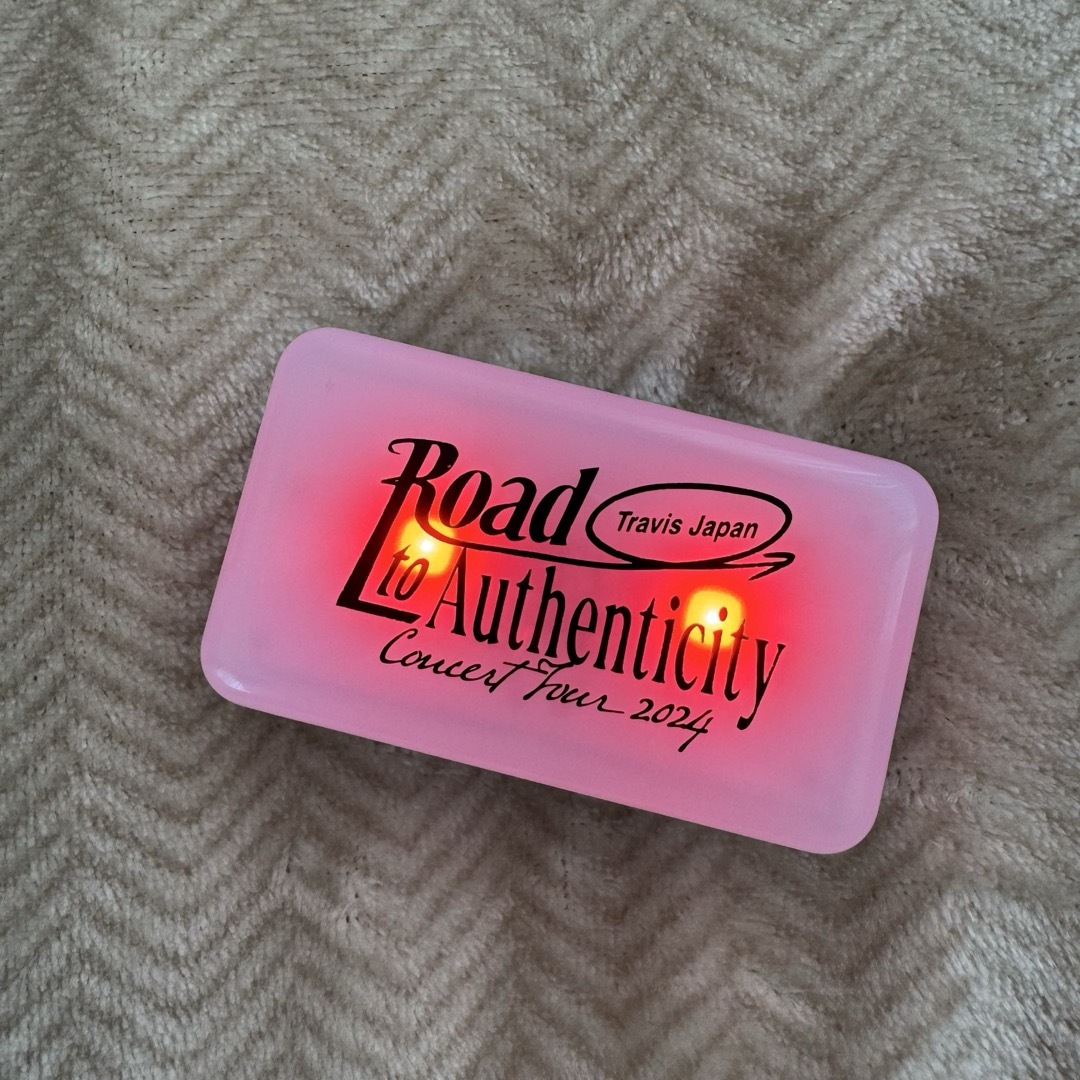 Road
Travis Japan
to Authenticity
Concert Tour 2024